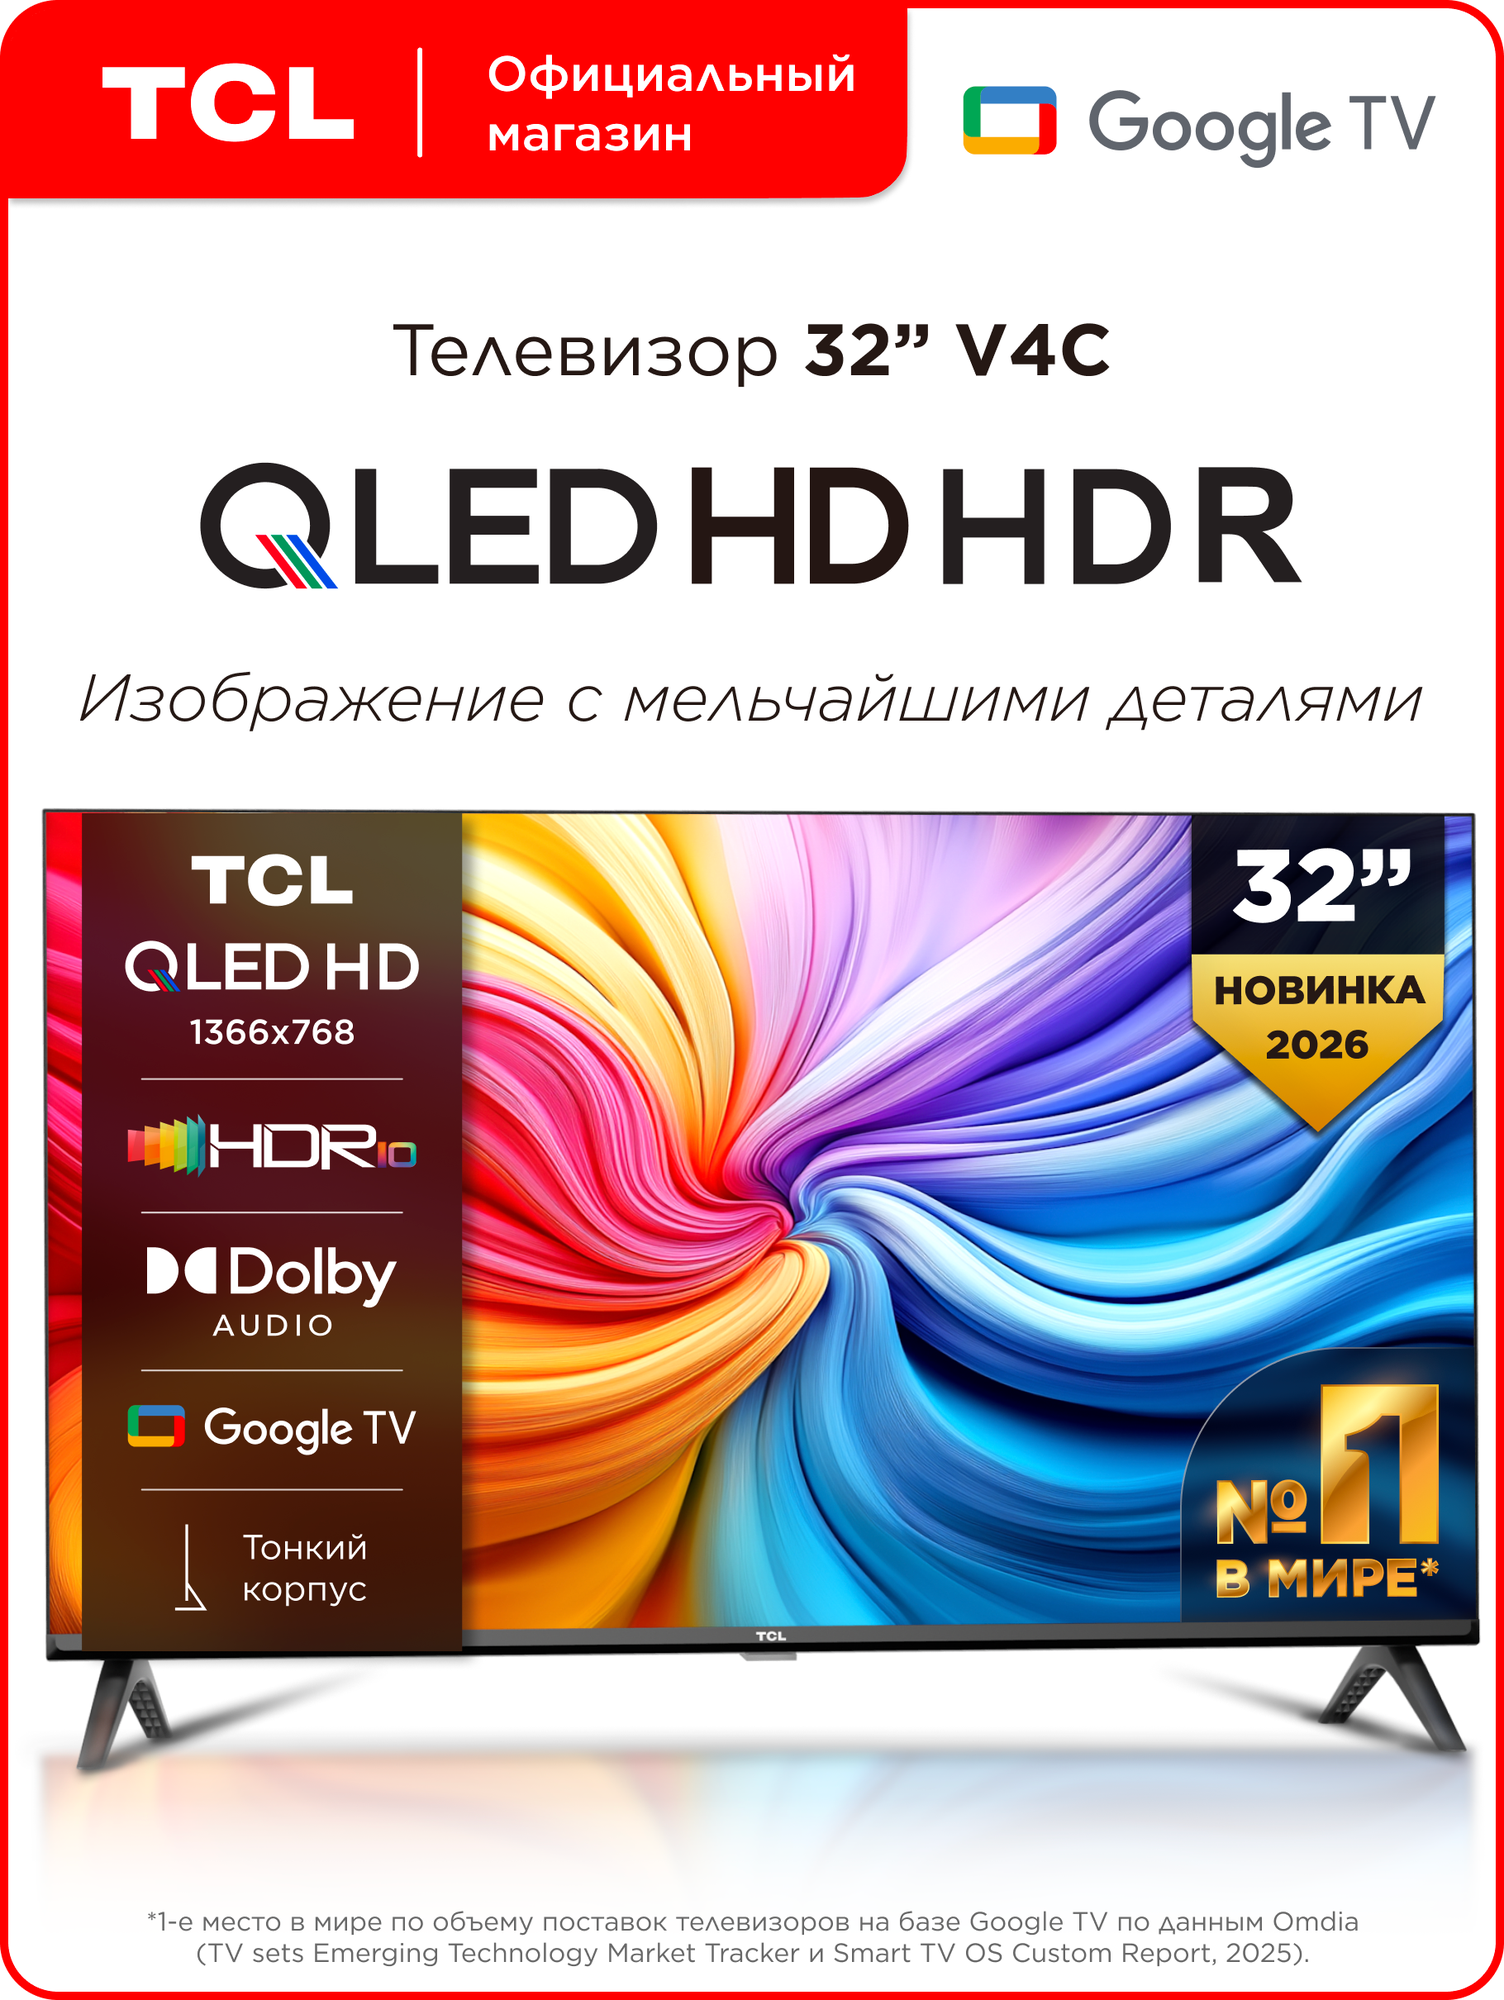 TCL
Официальный
магазин
Google TV
Телевизор 32” V4C
QLED HD HDR
Изображение с мельчайшими деталями
TCL
QLED HD
1366x768
HDR10
Dolby
AUDIO
Google TV
Тонкий
корпус
32”
НОВИНКА
2026
№1
В МИРЕ*
TCL
*1-е место в мире по объему поставок телевизоров на базе Google TV по данным Omdia
(TV sets Emerging Technology Market Tracker и Smart TV OS Custom Report, 2025).